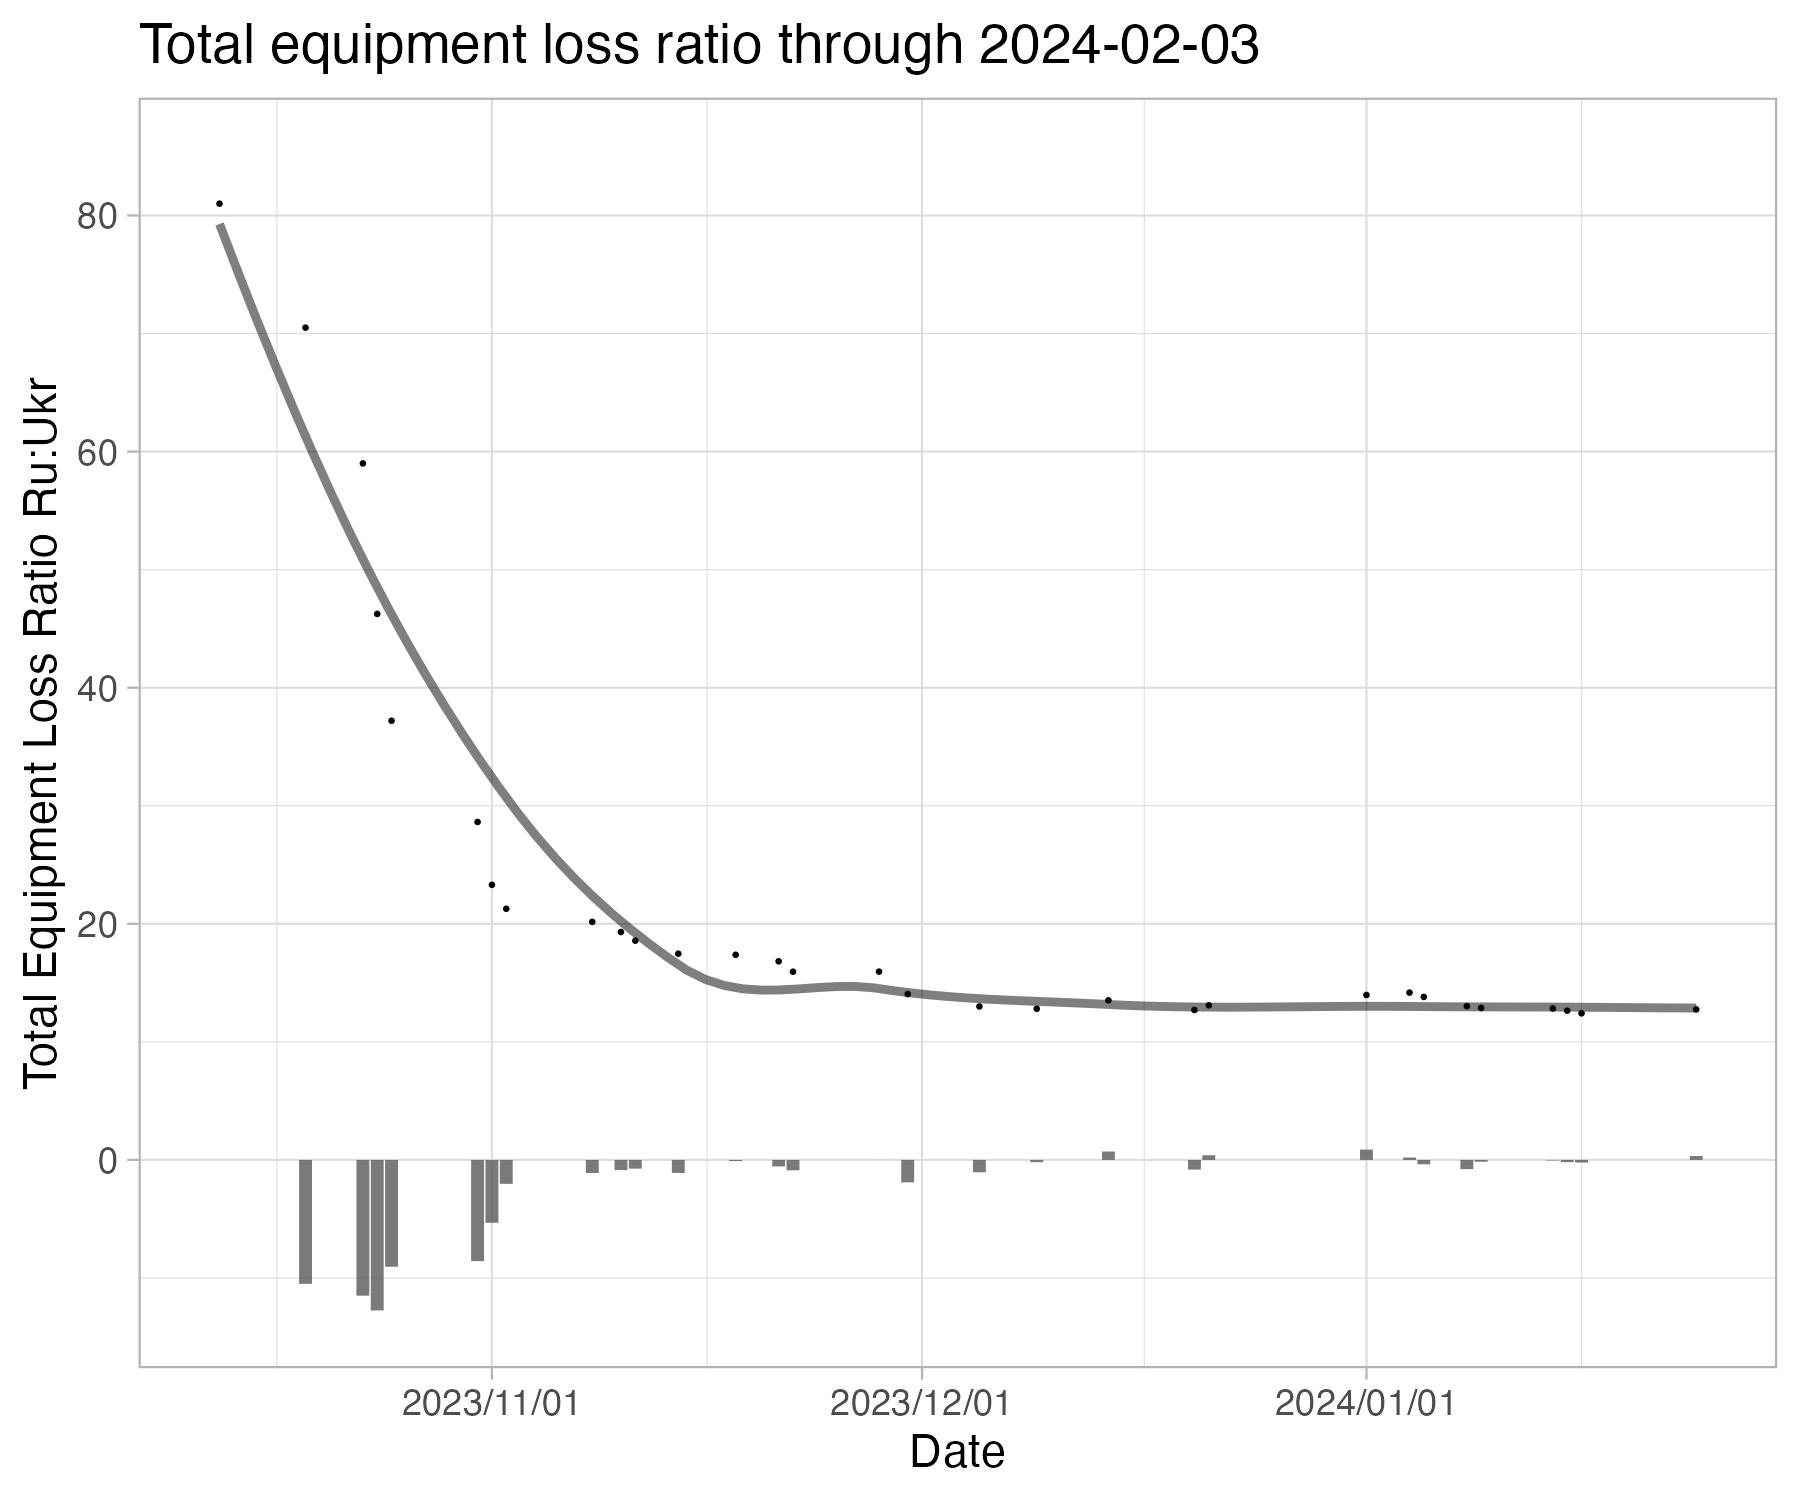 Total equipment loss ratio through 2024-02-03
Total Equipment Loss Ratio Ru:Ukr
80
60
40
20
0
2023/11/01
2023/12/01
2024/01/01
Date